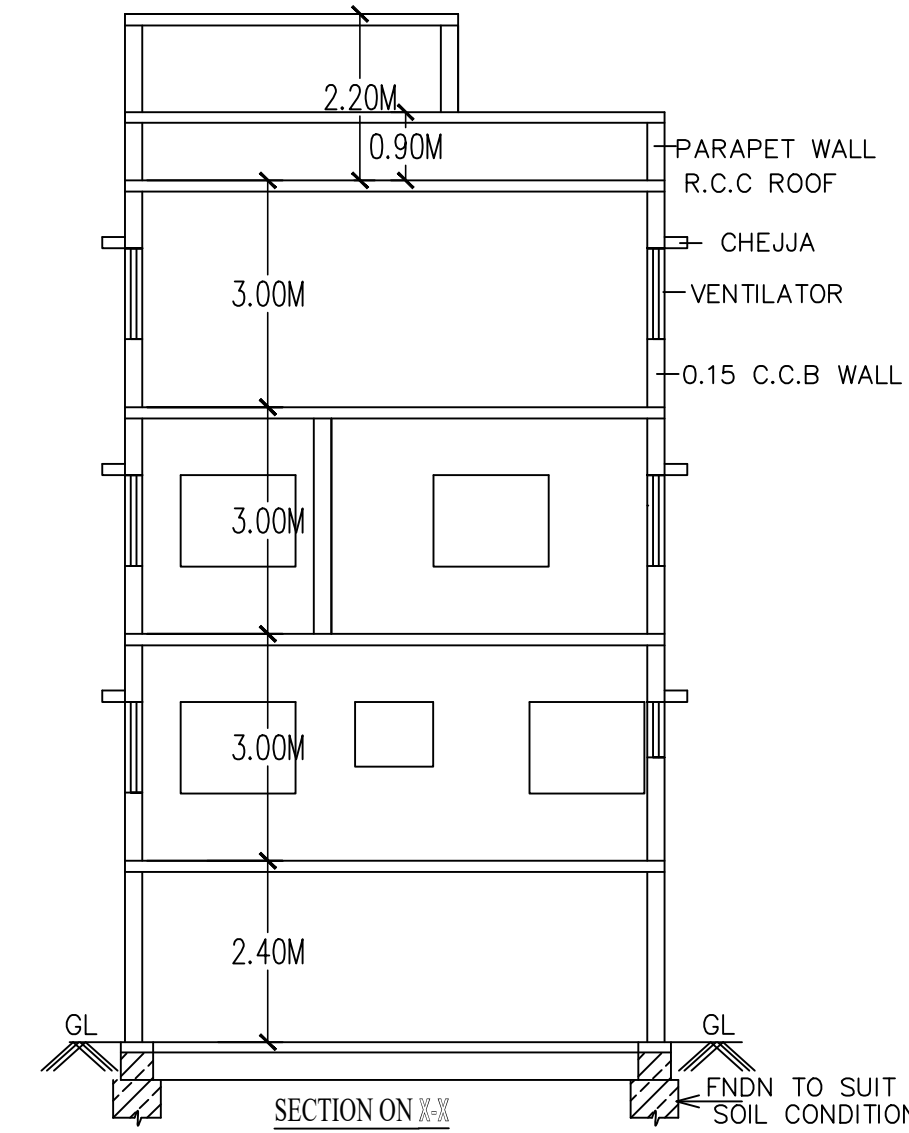 2.20M
0.90M
PARAPET WALL
R.C.C ROOF
CHEJJA
3.00M
VENTILATOR
0.15 C.C.B WALL
3.00M
3.00M
2.40M
GL
GL
FNDN TO SUIT
SOIL CONDITION
SECTION ON X-X